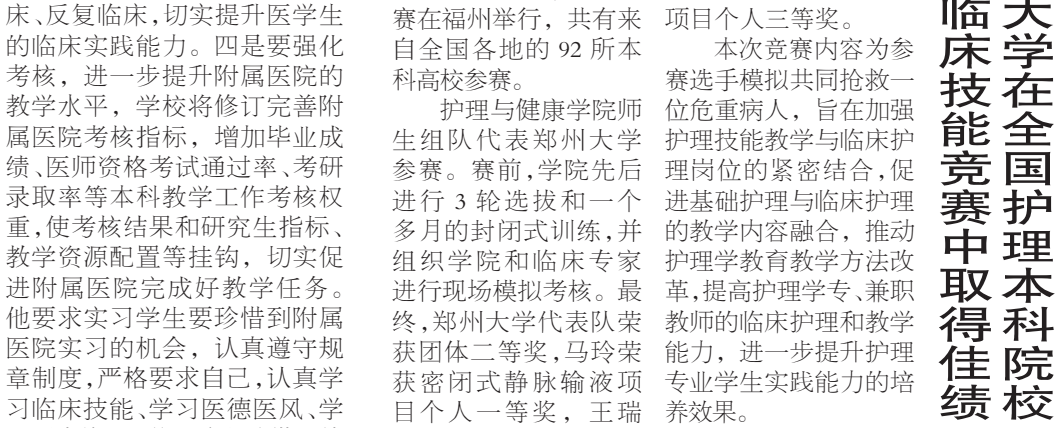 床、反复临床,切实提升医学生
的临床实践能力。四是要强化
考核，进一步提升附属医院的
教学水平，学校将修订完善附
属医院考核指标，增加毕业成
绩、医师资格考试通过率、考研
录取率等本科教学工作考核权
重,使考核结果和研究生指标、
教学资源配置等挂钩，切实促
进附属医院完成好教学任务。
他要求实习学生要珍惜到附属
医院实习的机会，认真遵守规
章制度,严格要求自己,认真学
习临床技能、学习医德医风、学
赛在福州举行，共有来
自全国各地的 92 所本
科高校参赛。
护理与健康学院师
生组队代表郑州大学
参赛。赛前,学院先后
进行 3 轮选拔和一个
多月的封闭式训练,并
组织学院和临床专家
进行现场模拟考核。最
终,郑州大学代表队荣
获团体二等奖,马玲荣
获密闭式静脉输液项
目个人一等奖，王瑞
项目个人三等奖。
本次竞赛内容为参
赛选手模拟共同抢救一
位危重病人，旨在加强
护理技能教学与临床护
理岗位的紧密结合,促
进基础护理与临床护理
的教学内容融合，推动
护理学教育教学方法改
革,提高护理学专、兼职
教师的临床护理和教学
能力，进一步提升护理
专业学生实践能力的培
养效果。
大学在全国护理本科院校
临床技能竞赛中取得佳绩